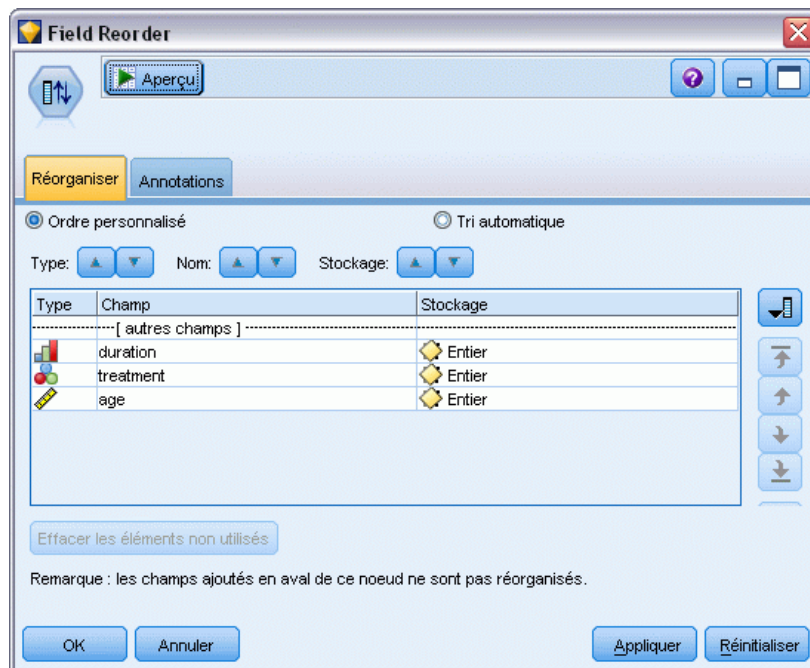 Field Reorder
Aperçu
Réorganiser Annotations
Ordre personnalisé Tri automatique
Type: Nom: Stockage:
Type Champ Stockage
[ autres champs ]
duration Entier
treatment Entier
age Entier
Effacer les éléments non utilisés
Remarque : les champs ajoutés en aval de ce noeud ne sont pas réorganisés.
OK Annuler Appliquer Réinitialiser